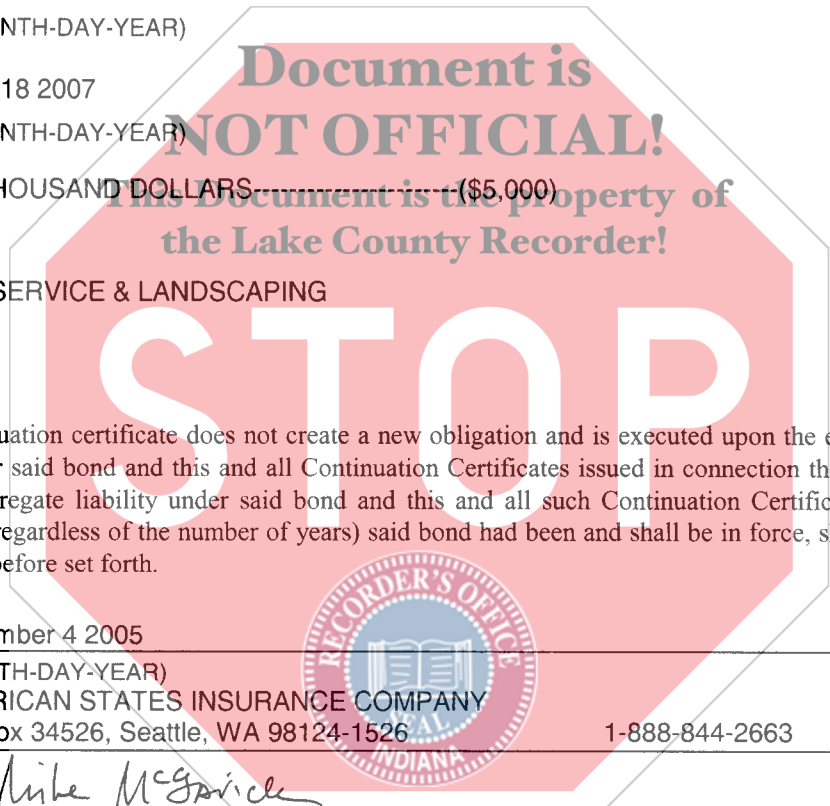 NTH-DAY-YEAR)
Document is
18 2007
NTH-DAY-YEAR)
NOT OFFICIAL!
HOUSAND DOLLARS-----------------------($5,000)
This Document is the property of
the Lake County Recorder!
SERVICE & LANDSCAPING
STOP
uation certificate does not create a new obligation and is executed upon the e
r said bond and this and all Continuation Certificates issued in connection th
regate liability under said bond and this and all such Continuation Certific
regardless of the number of years) said bond had been and shall be in force, s
efore set forth.
RECORDER'S OFFICE
mber 4 2005
TH-DAY-YEAR)
RICAN STATES INSURANCE COMPANY
ox 34526, Seattle, WA 98124-1526 1-888-844-2663
SEAL
INDIANA
Mike McGavick